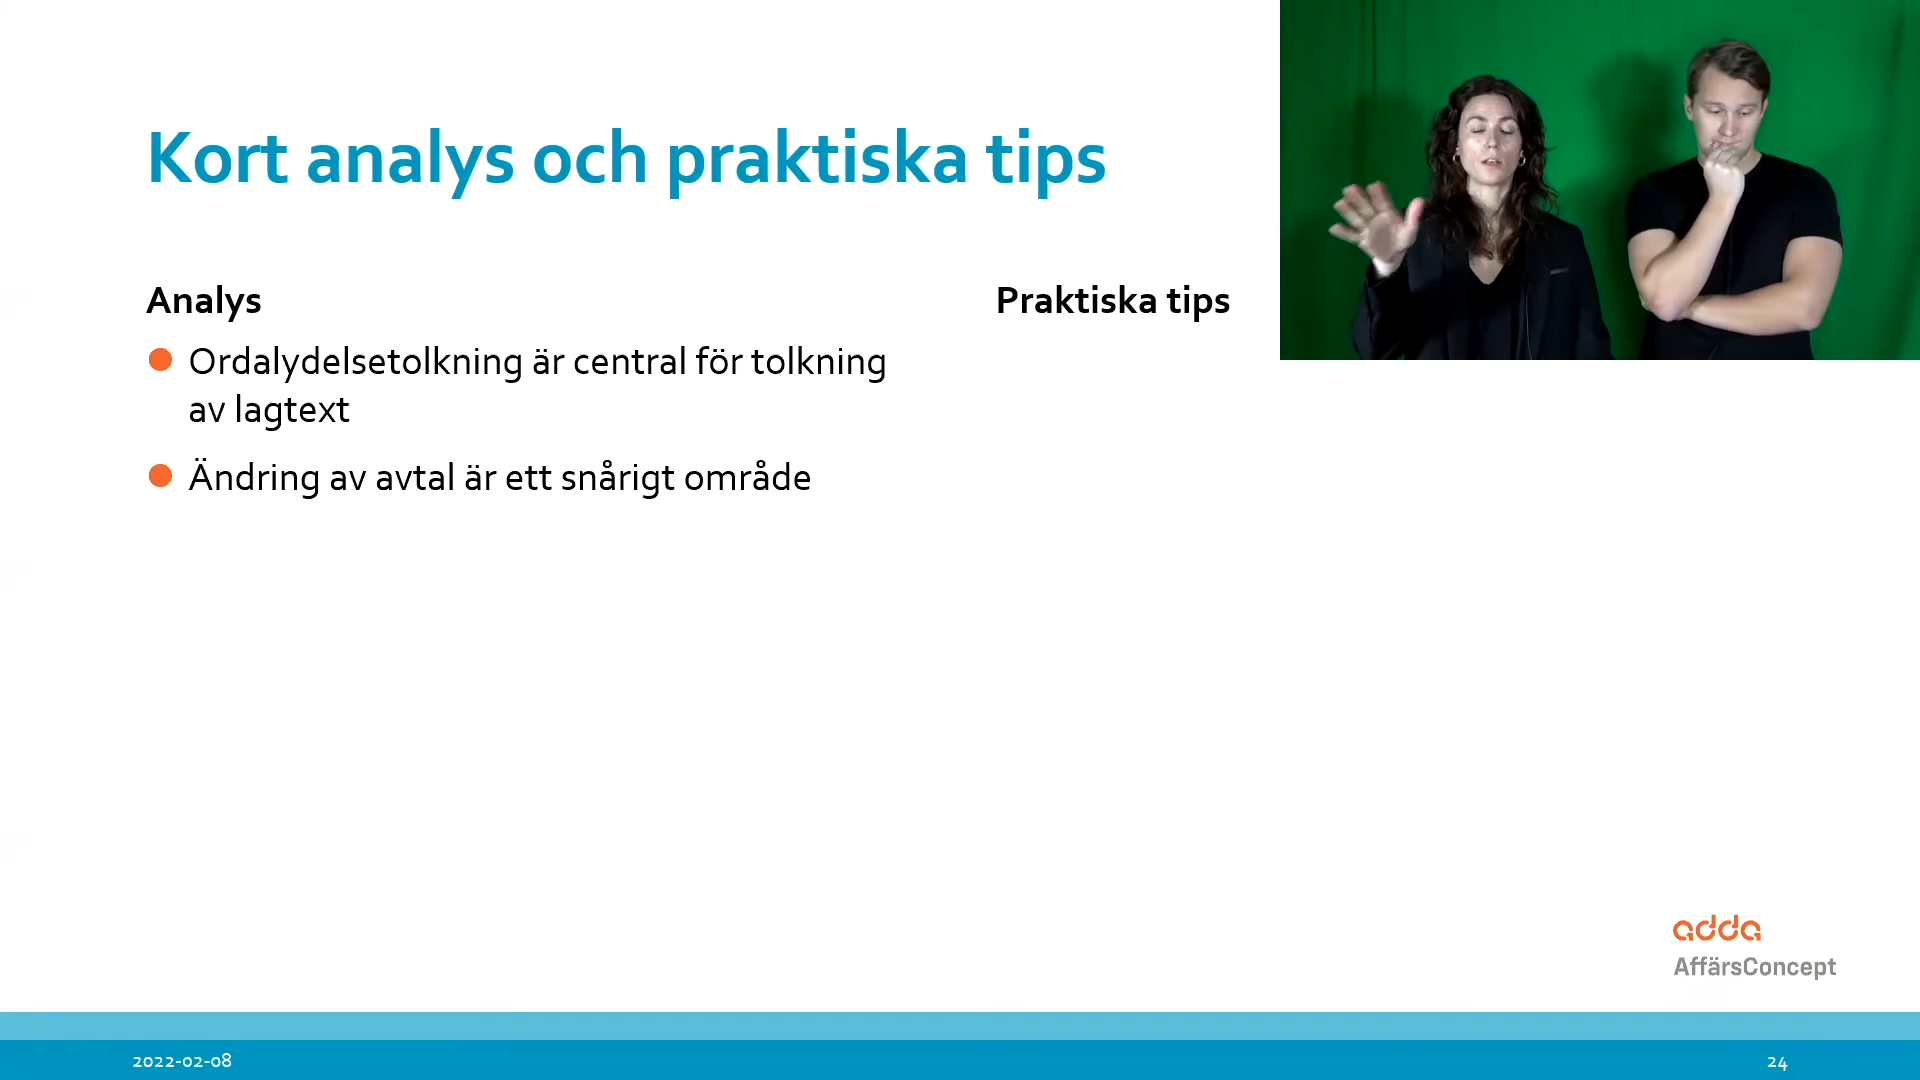 Kort analys och praktiska tips
Analys
Ordalydelsetolkning är central för tolkning
av lagtext
Ändring av avtal är ett snårigt område
Praktiska tips
adda
AffärsConcept
2022-02-08
24